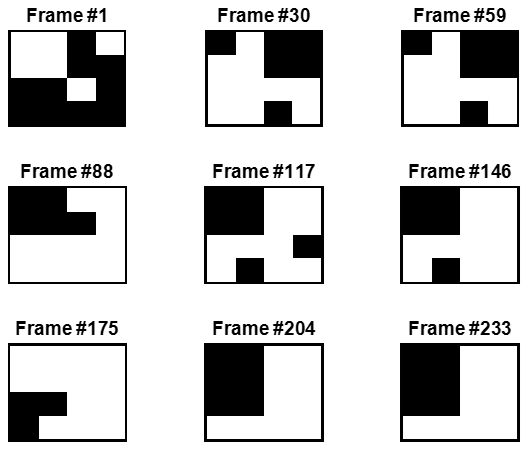 Frame #1
Frame #30
Frame #59
Frame #88
Frame #117
Frame #146
Frame #175
Frame #204
Frame #233